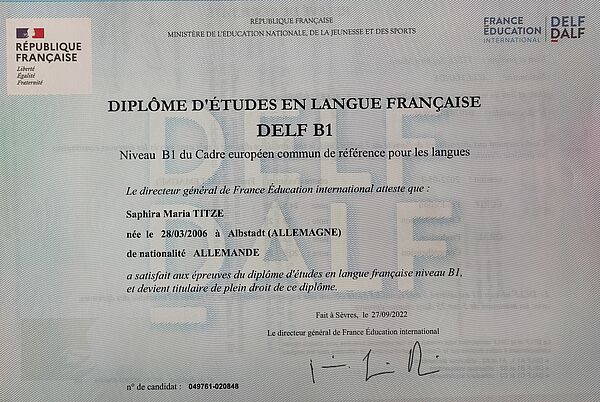 RÉPUBLIQUE
FRANÇAISE
Liberté
Égalité
Fraternité
RÉPUBLIQUE FRANÇAISE
MINISTÈRE DE L'ÉDUCATION NATIONALE, DE LA JEUNESSE ET DES SPORTS
FRANCE
ÉDUCATION
INTERNATIONAL
DELF
DALF
DIPLÔME D'ÉTUDES EN LANGUE FRANÇAISE
DELF B1
Niveau B1 du Cadre européen commun de référence pour les langues
Le directeur général de France Éducation international atteste que :
Saphira Maria TITZE
née le 28/03/2006 à Albstadt (ALLEMAGNE)
de nationalité ALLEMANDE
a satisfait aux épreuves du diplôme d'études en langue française niveau B1,
et devient titulaire de plein droit de ce diplôme.
Fait à Sèvres, le 27/09/2022
Le directeur général de France Éducation international
n° de candidat : 049761-020848
DELF
DALF